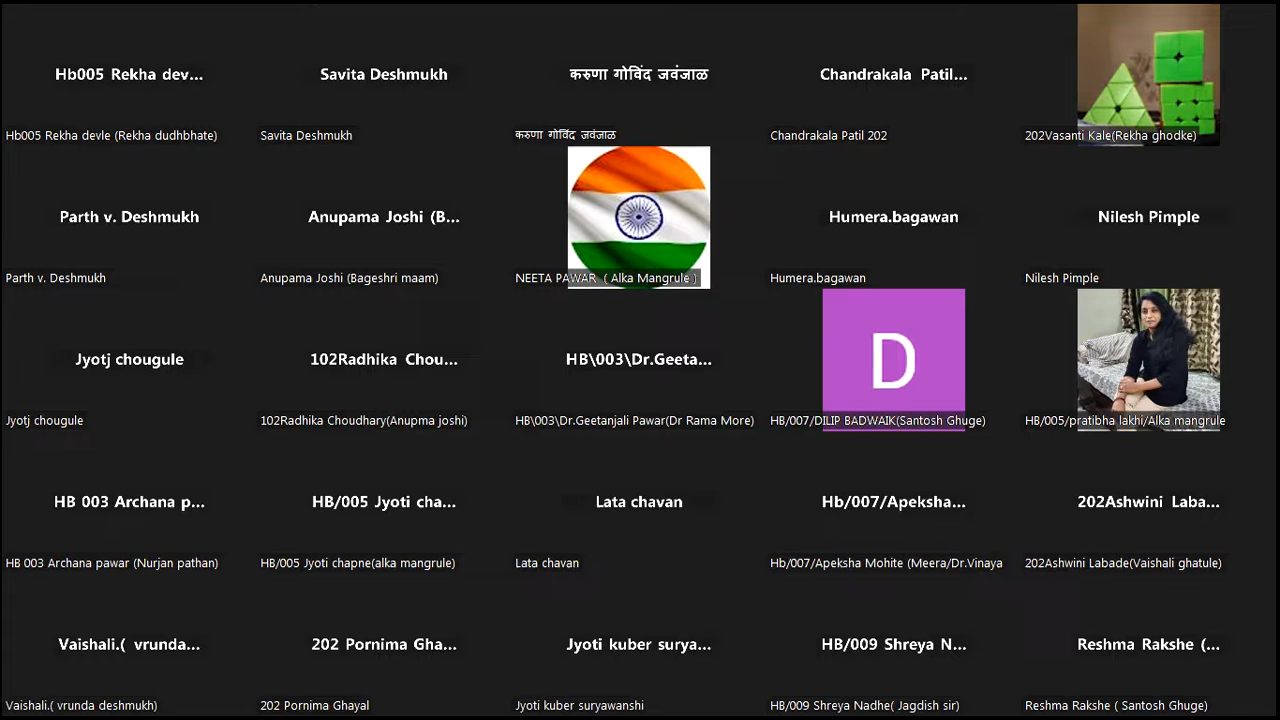 Hb005 Rekha dev...
Savita Deshmukh
करुणा गोविंद जवंजाळ
Chandrakala Patil...
Hb005 Rekha devle (Rekha dudhbhate)
Savita Deshmukh
करुणा गोविंद जवंजाळ
Chandrakala Patil 202
202Vasanti Kale(Rekha ghodke)
Parth v. Deshmukh
Anupama Joshi (B...
Humera.bagawan
Nilesh Pimple
Parth v. Deshmukh
Anupama Joshi (Bageshri maam)
NEETA PAWAR ( Alka Mangrule )
Humera.bagawan
Nilesh Pimple
Jyotj chougule
102Radhika Chou...
HB\003\Dr.Geeta...
D
Jyotj chougule
102Radhika Choudhary(Anupma joshi)
HB\003\Dr.Geetanjali Pawar(Dr Rama More)
HB/007/DILIP BADWAIK(Santosh Ghuge)
HB/005/pratibha lakhi/Alka mangrule
HB 003 Archana p...
HB/005 Jyoti cha...
Lata chavan
Hb/007/Apeksha...
202Ashwini Laba...
HB 003 Archana pawar (Nurjan pathan)
HB/005 Jyoti chapne(alka mangrule)
Lata chavan
Hb/007/Apeksha Mohite (Meera/Dr.Vinaya
202Ashwini Labade(Vaishali ghatule)
Vaishali.( vrunda...
202 Pornima Gha...
Jyoti kuber surya...
HB/009 Shreya N...
Reshma Rakshe (...
Vaishali.( vrunda deshmukh)
202 Pornima Ghayal
Jyoti kuber suryawanshi
HB/009 Shreya Nadhe( Jagdish sir)
Reshma Rakshe ( Santosh Ghuge)